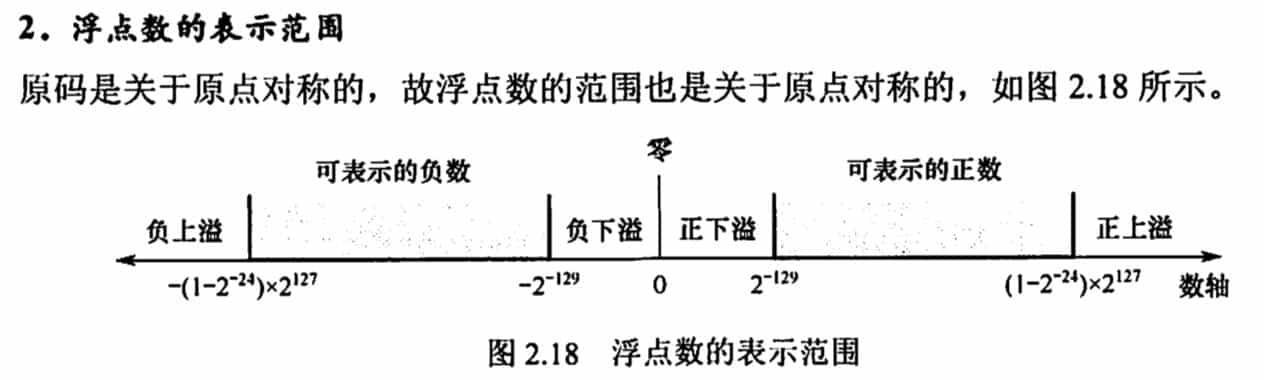 2．浮点数的表示范围
原码是关于原点对称的，故浮点数的范围也是关于原点对称的，如图 2.18 所示。
零
可表示的负数 可表示的正数
负上溢 负下溢 正下溢 正上溢
−(1−2⁻²⁴)×2¹²⁷ −2⁻¹²⁹ 0 2⁻¹²⁹ (1−2⁻²⁴)×2¹²⁷ 数轴
图 2.18 浮点数的表示范围